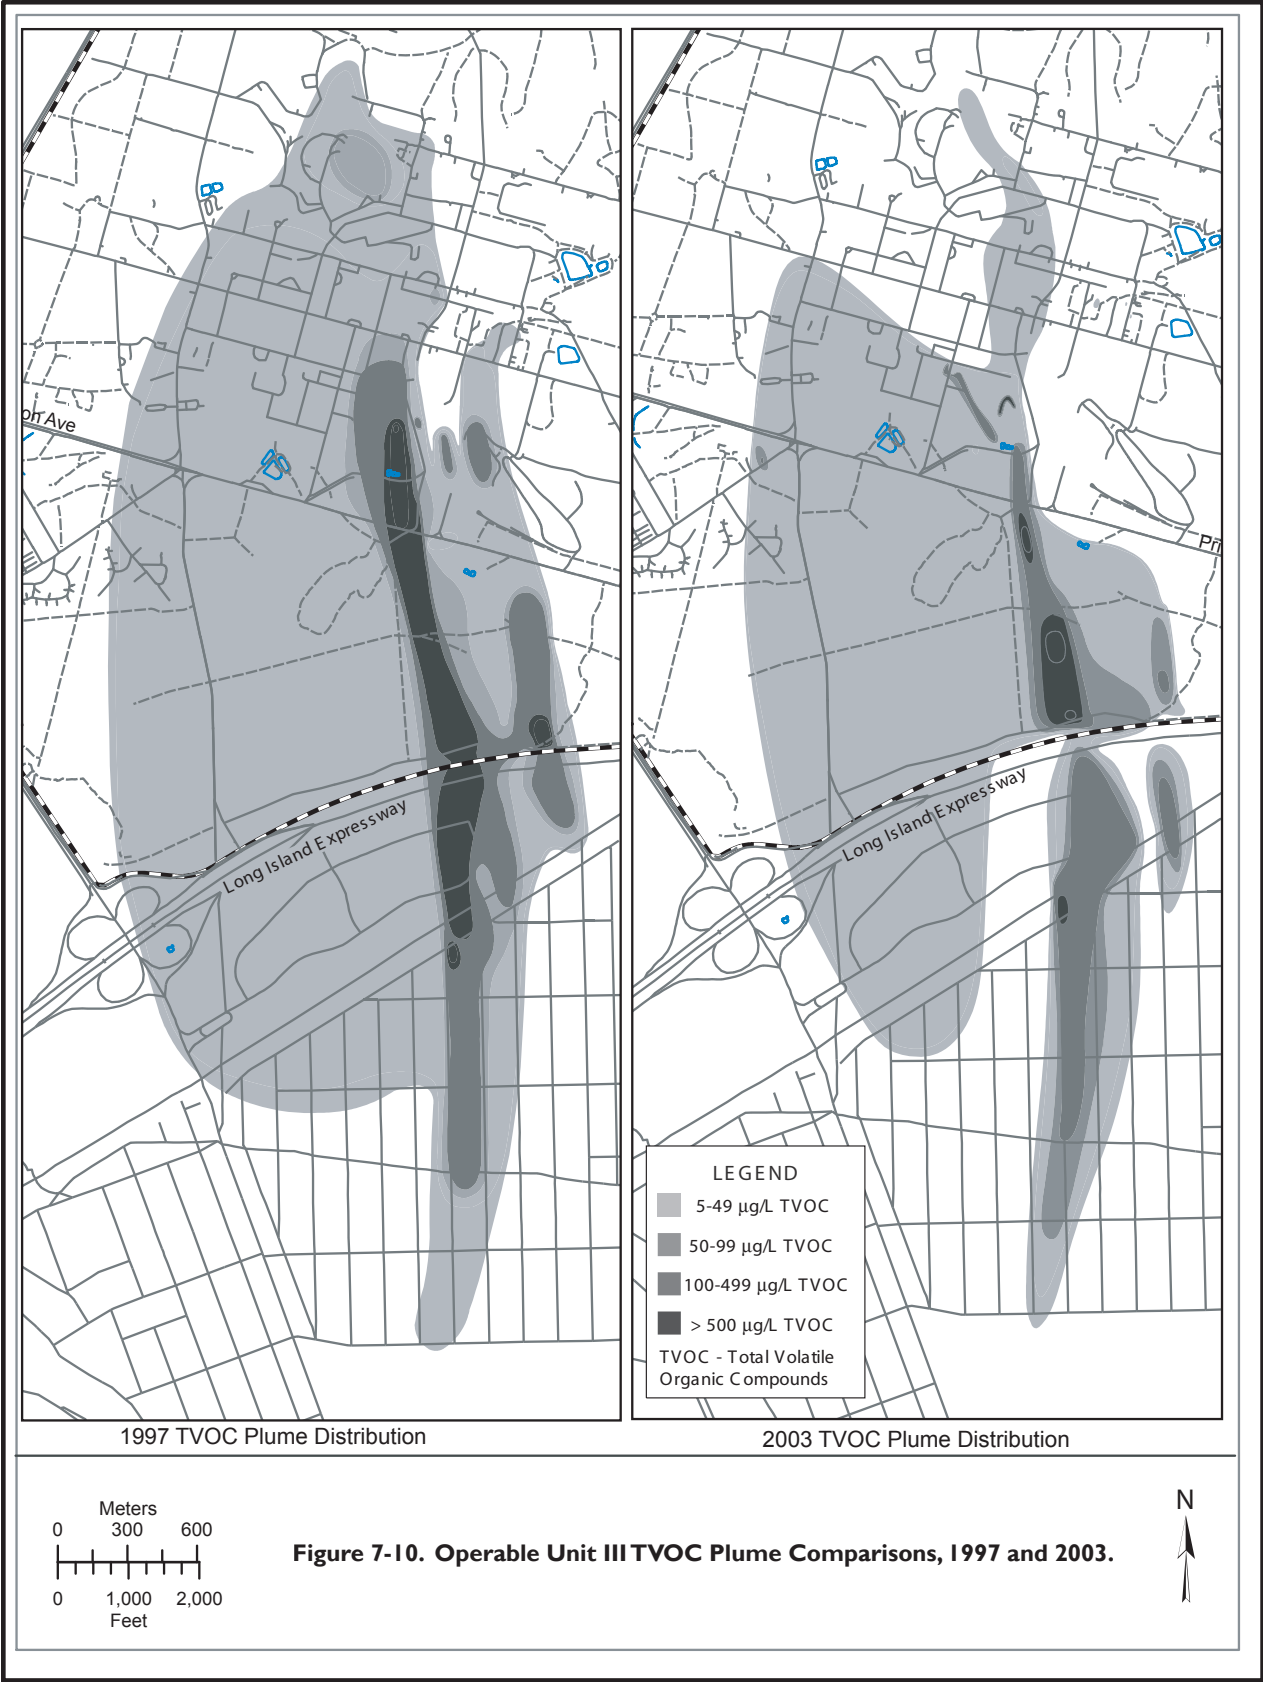 on Ave
Long Island Expressway
Pri
Long Island Expressway
LEGEND
5-49 µg/L TVOC
50-99 µg/L TVOC
100-499 µg/L TVOC
> 500 µg/L TVOC
TVOC - Total Volatile
Organic Compounds
1997 TVOC Plume Distribution
2003 TVOC Plume Distribution
Meters
0 300 600
0 1,000 2,000
Feet
Figure 7-10. Operable Unit III TVOC Plume Comparisons, 1997 and 2003.
N